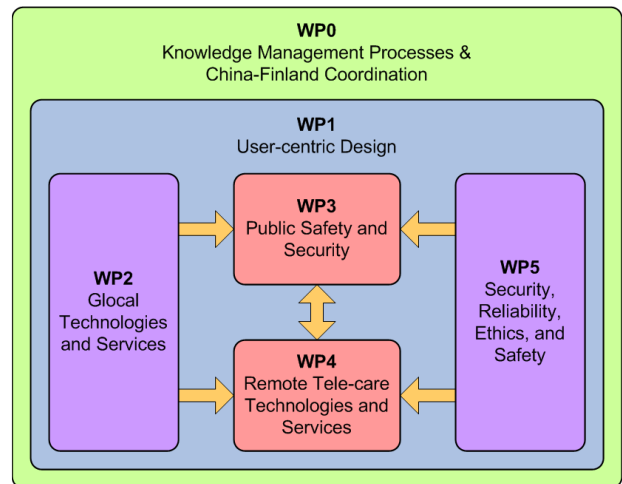 WP0
Knowledge Management Processes &
China-Finland Coordination
WP1
User-centric Design
WP2
Glocal
Technologies
and Services
WP3
Public Safety and
Security
WP4
Remote Tele-care
Technologies and
Services
WP5
Security,
Reliability,
Ethics, and
Safety